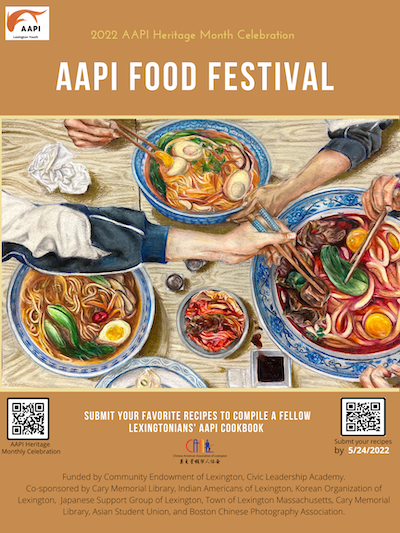 AAPI
Lexington Youth
2022 AAPI Heritage Month Celebration
AAPI FOOD FESTIVAL
SUBMIT YOUR FAVORITE RECIPES TO COMPILE A FELLOW
LEXINGTONIANS' AAPI COOKBOOK
AAPI Heritage
Monthly Celebration
Submit your recipes
by 5/24/2022
Funded by Community Endowment of Lexington, Civic Leadership Academy.
Co-sponsored by Cary Memorial Library, Indian Americans of Lexington, Korean Organization of
Lexington, Japanese Support Group of Lexington, Town of Lexington Massachusetts, Cary Memorial
Library, Asian Student Union, and Boston Chinese Photography Association.